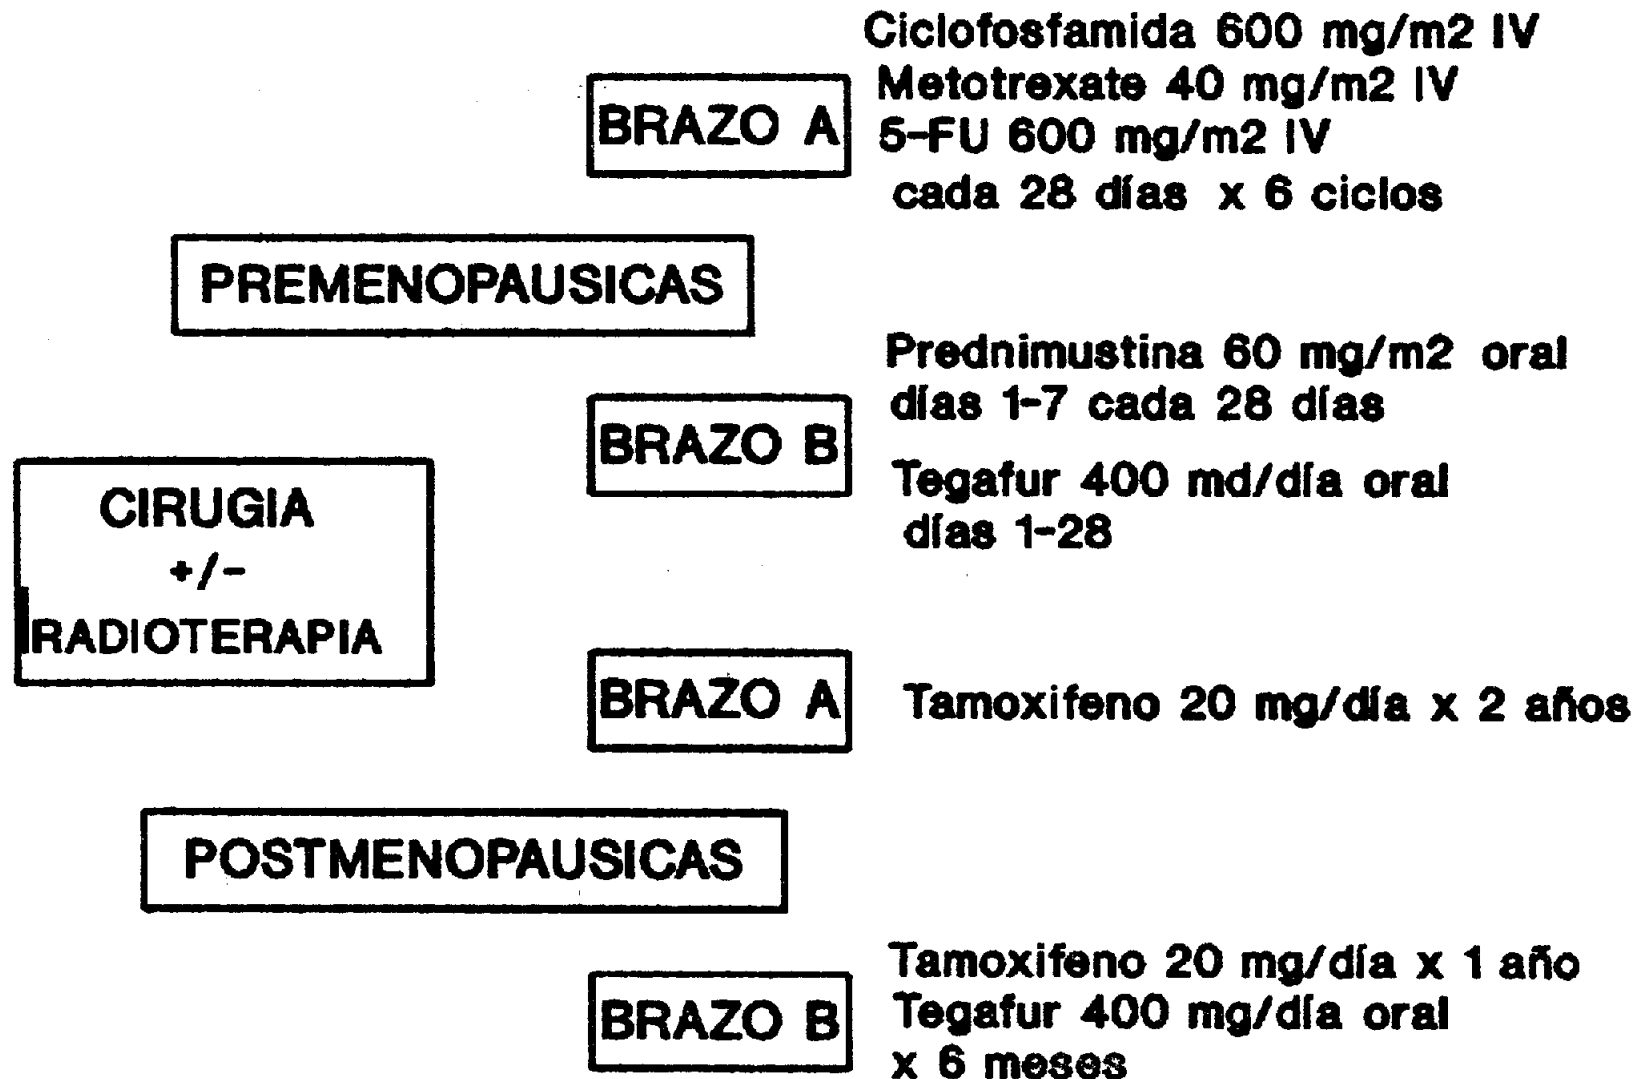 Ciclofosfamida 600 mg/m2 IV
Metotrexate 40 mg/m2 IV
BRAZO A
5-FU 600 mg/m2 IV
cada 28 días x 6 ciclos
PREMENOPAUSICAS
Prednimustina 60 mg/m2 oral
días 1-7 cada 28 días
BRAZO B
Tegafur 400 md/día oral
días 1-28
CIRUGIA
+/-
RADIOTERAPIA
BRAZO A
Tamoxifeno 20 mg/día x 2 años
POSTMENOPAUSICAS
Tamoxifeno 20 mg/día x 1 año
BRAZO B
Tegafur 400 mg/día oral
x 6 meses